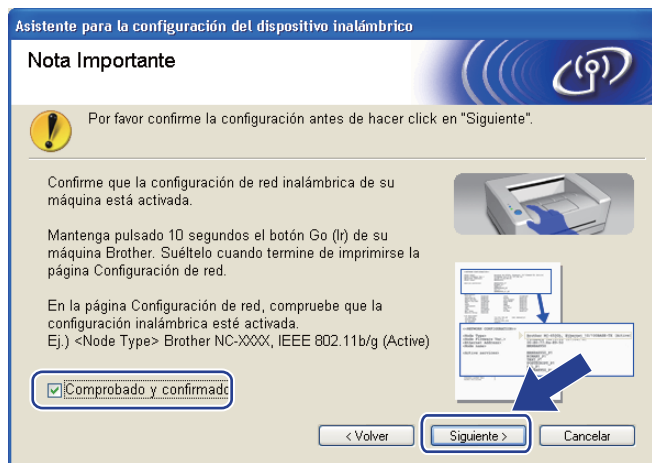 Asistente para la configuración del dispositivo inalámbrico
Nota Importante
Por favor confirme la configuración antes de hacer click en "Siguiente".
Confirme que la configuración de red inalámbrica de su
máquina está activada.
Mantenga pulsado 10 segundos el botón Go (Ir) de su
máquina Brother. Suéltelo cuando termine de imprimirse la
página Configuración de red.
En la página Configuración de red, compruebe que la
configuración inalámbrica esté activada.
Ej.) <Node Type> Brother NC-XXXX, IEEE 802.11b/g (Active)
Comprobado y confirmado
< Volver
Siguiente >
Cancelar